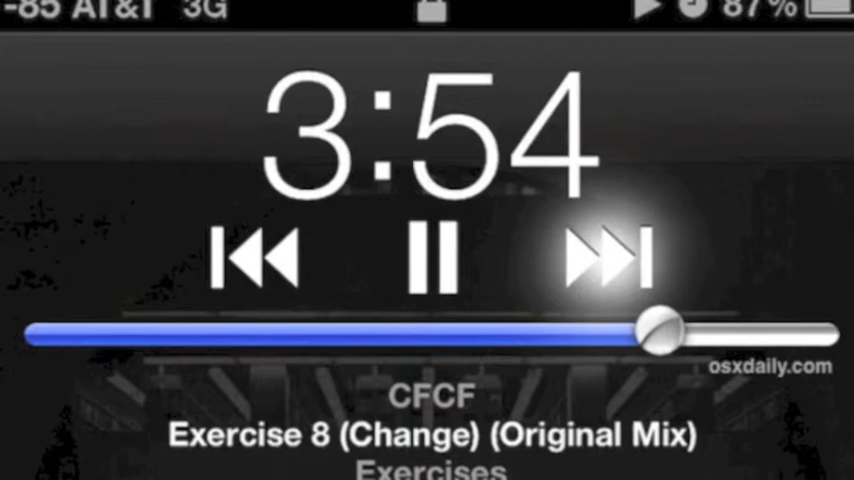 -85 AT&T 3G 87%
3:54
osxdaily.com
CFCF
Exercise 8 (Change) (Original Mix)
Exercises